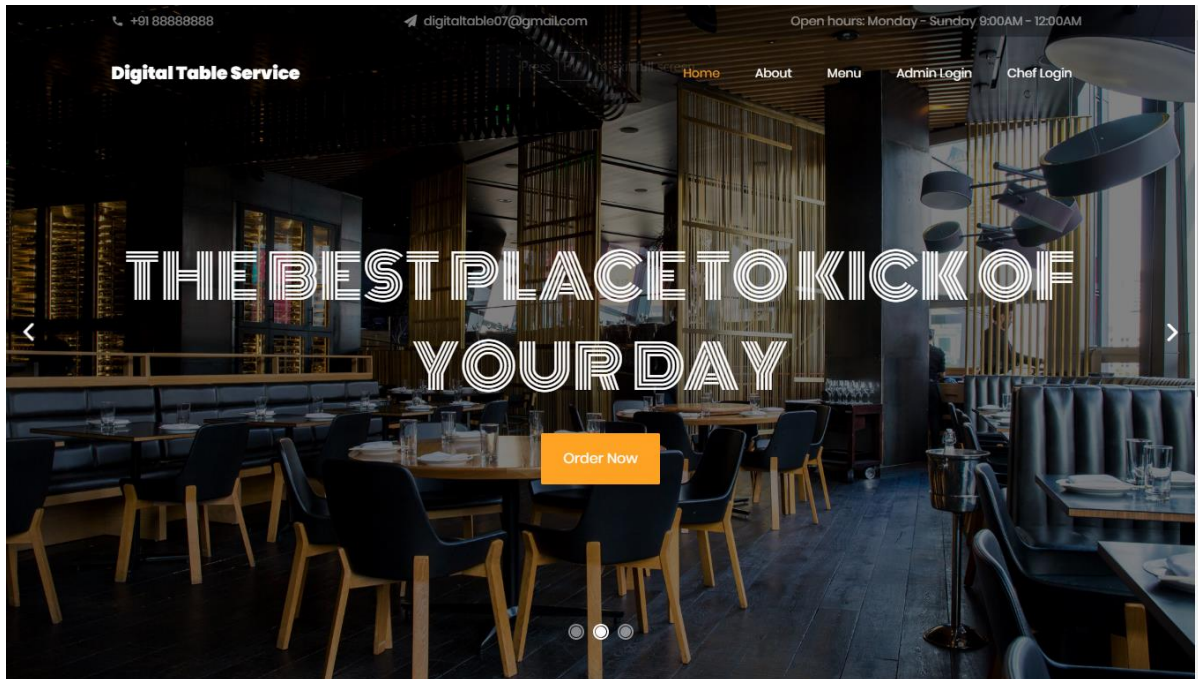 +91 88888888 digitaltable07@gmail.com Open hours: Monday - Sunday 9:00AM - 12:00AM
Digital Table Service Home About Menu Admin Login Chef Login
THE BEST PLACE TO KICK OF
YOUR DAY
Order Now